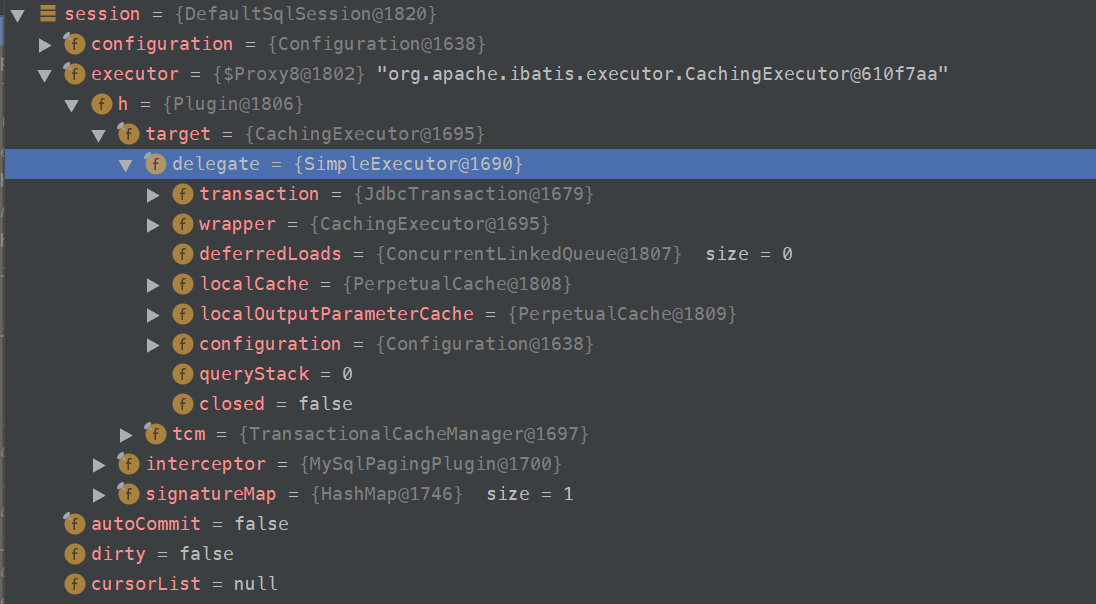 session = {DefaultSqlSession@1820}
f configuration = {Configuration@1638}
f executor = {$Proxy8@1802} "org.apache.ibatis.executor.CachingExecutor@610f7aa"
f h = {Plugin@1806}
f target = {CachingExecutor@1695}
f delegate = {SimpleExecutor@1690}
f transaction = {JdbcTransaction@1679}
f wrapper = {CachingExecutor@1695}
f deferredLoads = {ConcurrentLinkedQueue@1807} size = 0
f localCache = {PerpetualCache@1808}
f localOutputParameterCache = {PerpetualCache@1809}
f configuration = {Configuration@1638}
f queryStack = 0
f closed = false
f tcm = {TransactionalCacheManager@1697}
f interceptor = {MySqlPagingPlugin@1700}
f signatureMap = {HashMap@1746} size = 1
f autoCommit = false
f dirty = false
f cursorList = null